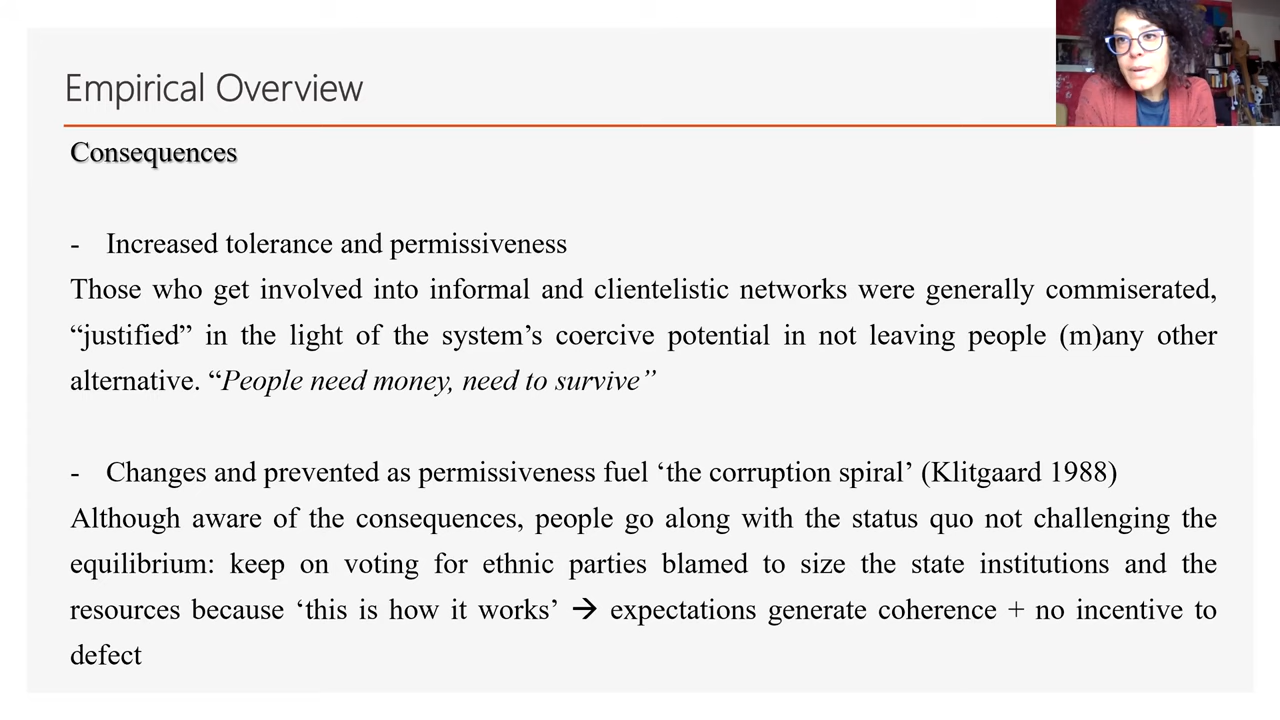 Empirical Overview
Consequences
- Increased tolerance and permissiveness
Those who get involved into informal and clientelistic networks were generally commiserated,
“justified” in the light of the system’s coercive potential in not leaving people (m)any other
alternative. “People need money, need to survive”
- Changes and prevented as permissiveness fuel ‘the corruption spiral’ (Klitgaard 1988)
Although aware of the consequences, people go along with the status quo not challenging the
equilibrium: keep on voting for ethnic parties blamed to size the state institutions and the
resources because ‘this is how it works’ → expectations generate coherence + no incentive to
defect